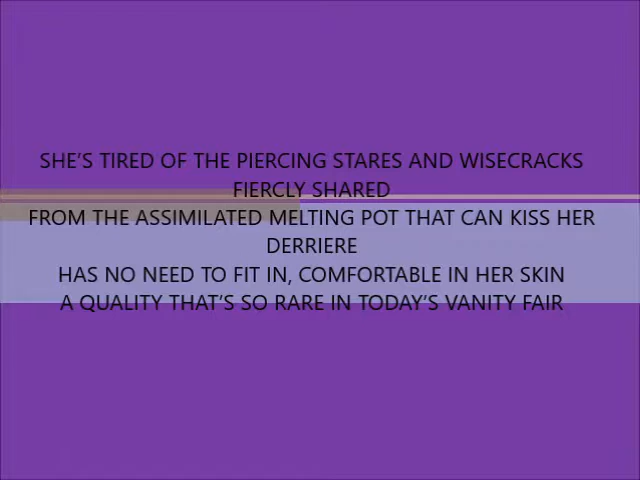 SHE'S TIRED OF THE PIERCING STARES AND WISECRACKS
FIERCLY SHARED
FROM THE ASSIMILATED MELTING POT THAT CAN KISS HER
DERRIERE
HAS NO NEED TO FIT IN, COMFORTABLE IN HER SKIN
A QUALITY THAT'S SO RARE IN TODAY'S VANITY FAIR